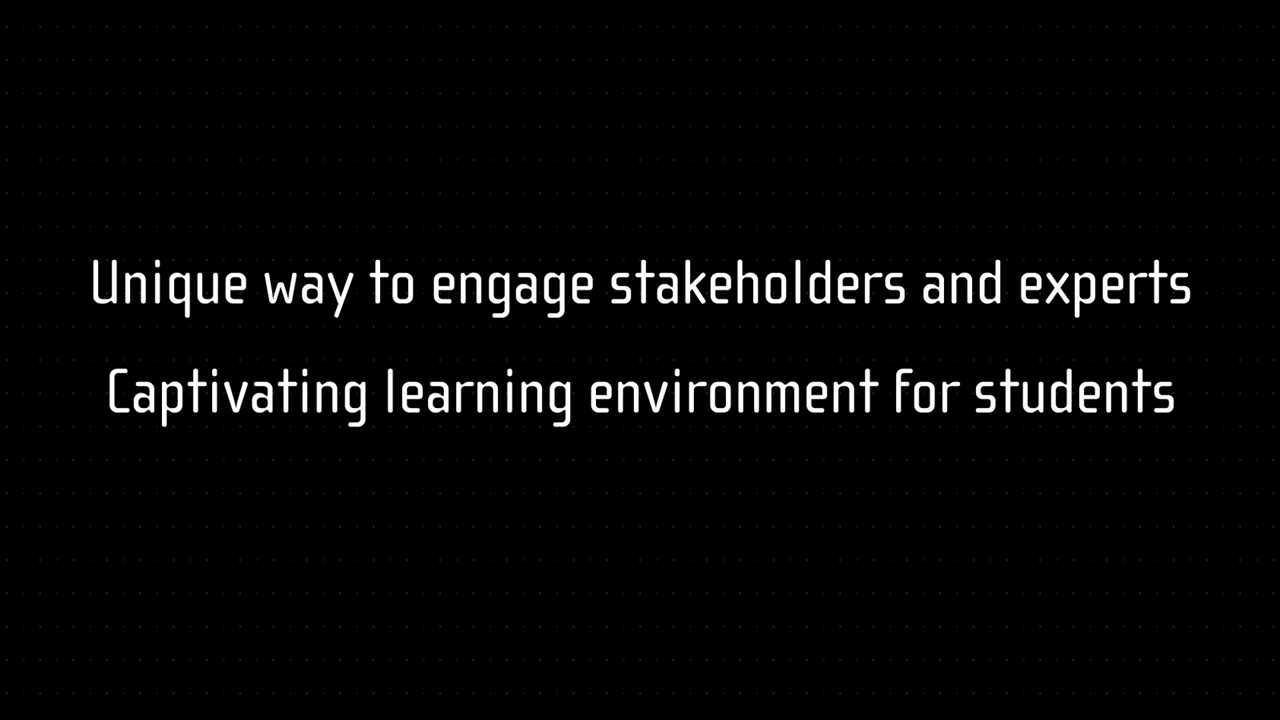 Unique way to engage stakeholders and experts
Captivating learning environment for students